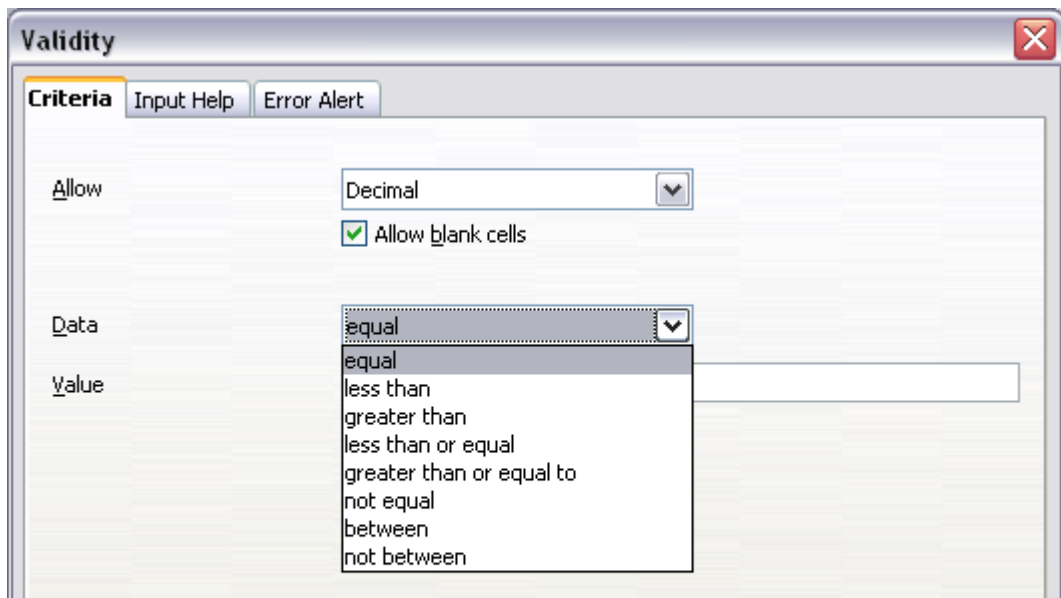 Validity
Criteria Input Help Error Alert
Allow Decimal
Allow blank cells
Data equal
equal
Value
less than
greater than
less than or equal
greater than or equal to
not equal
between
not between